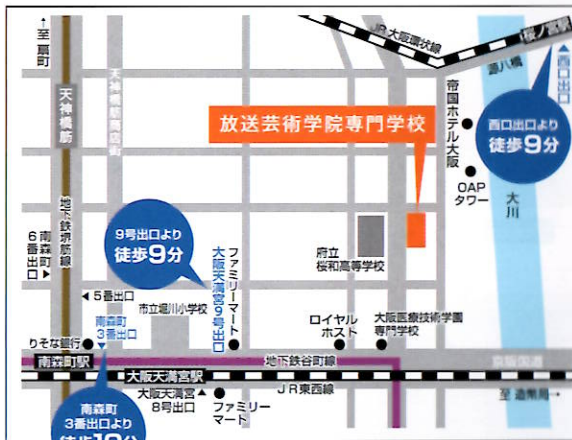 ↑至 扇町
天神橋筋
天神橋筋商店街
JR 大阪環状線
桜ノ宮駅
源八橋
西口出口
西口出口より
徒歩9分
帝国ホテル大阪
OAP
タワー
大川
放送芸術学院専門学校
府立
桜和高等学校
地下鉄堺筋線
南森町
6番出口
9号出口より
徒歩9分
ファミリーマート
大阪天満宮9号出口
5番出口
市立堀川小学校
南森町
3番出口
りそな銀行
ロイヤル
ホスト
大阪医療技術学園
専門学校
南森町駅
地下鉄谷町線
京阪国道
大阪天満宮駅
JR東西線
至 造幣局→
大阪天満宮
8号出口
ファミリー
マート
南森町
3番出口より